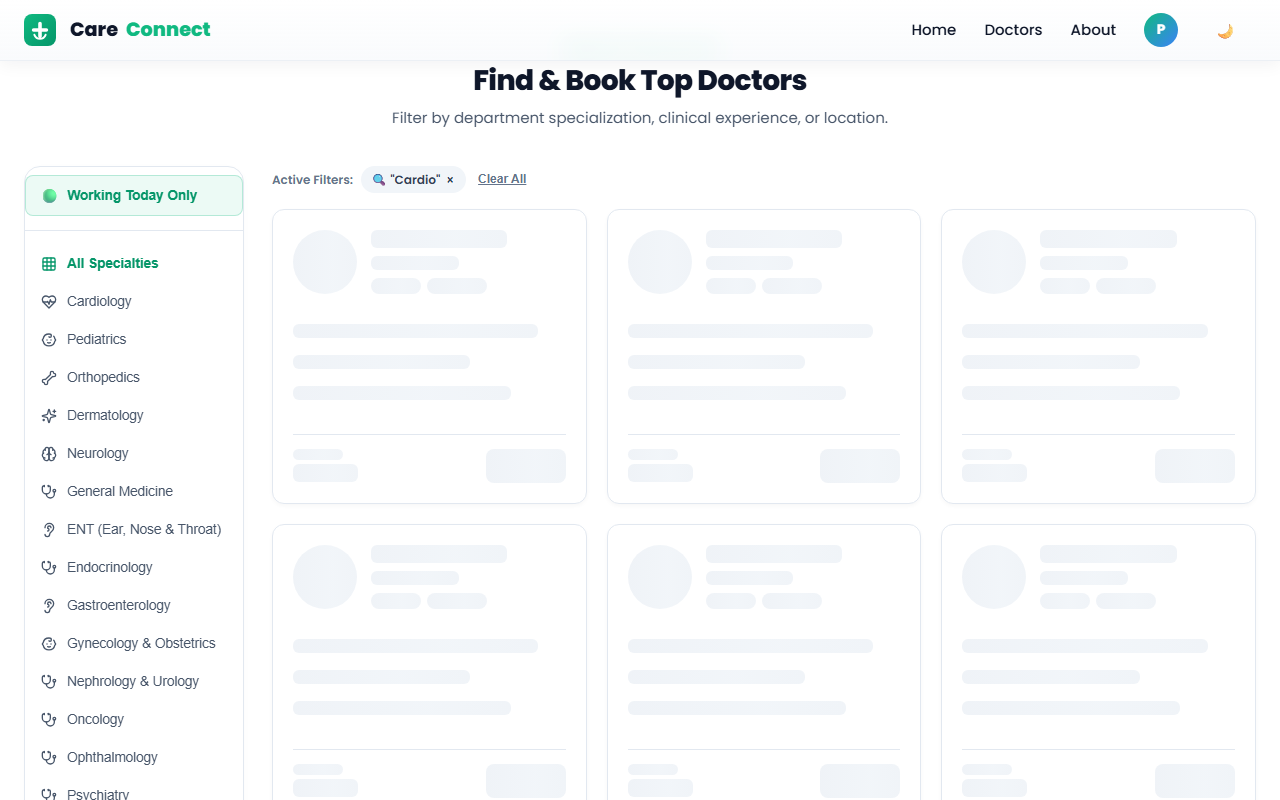 Care Connect
Home
Doctors
About
P
Find & Book Top Doctors
Filter by department specialization, clinical experience, or location.
Working Today Only
All Specialties
Cardiology
Pediatrics
Orthopedics
Dermatology
Neurology
General Medicine
ENT (Ear, Nose & Throat)
Endocrinology
Gastroenterology
Gynecology & Obstetrics
Nephrology & Urology
Oncology
Ophthalmology
Psychiatry
Active Filters:
"Cardio" ×
Clear All